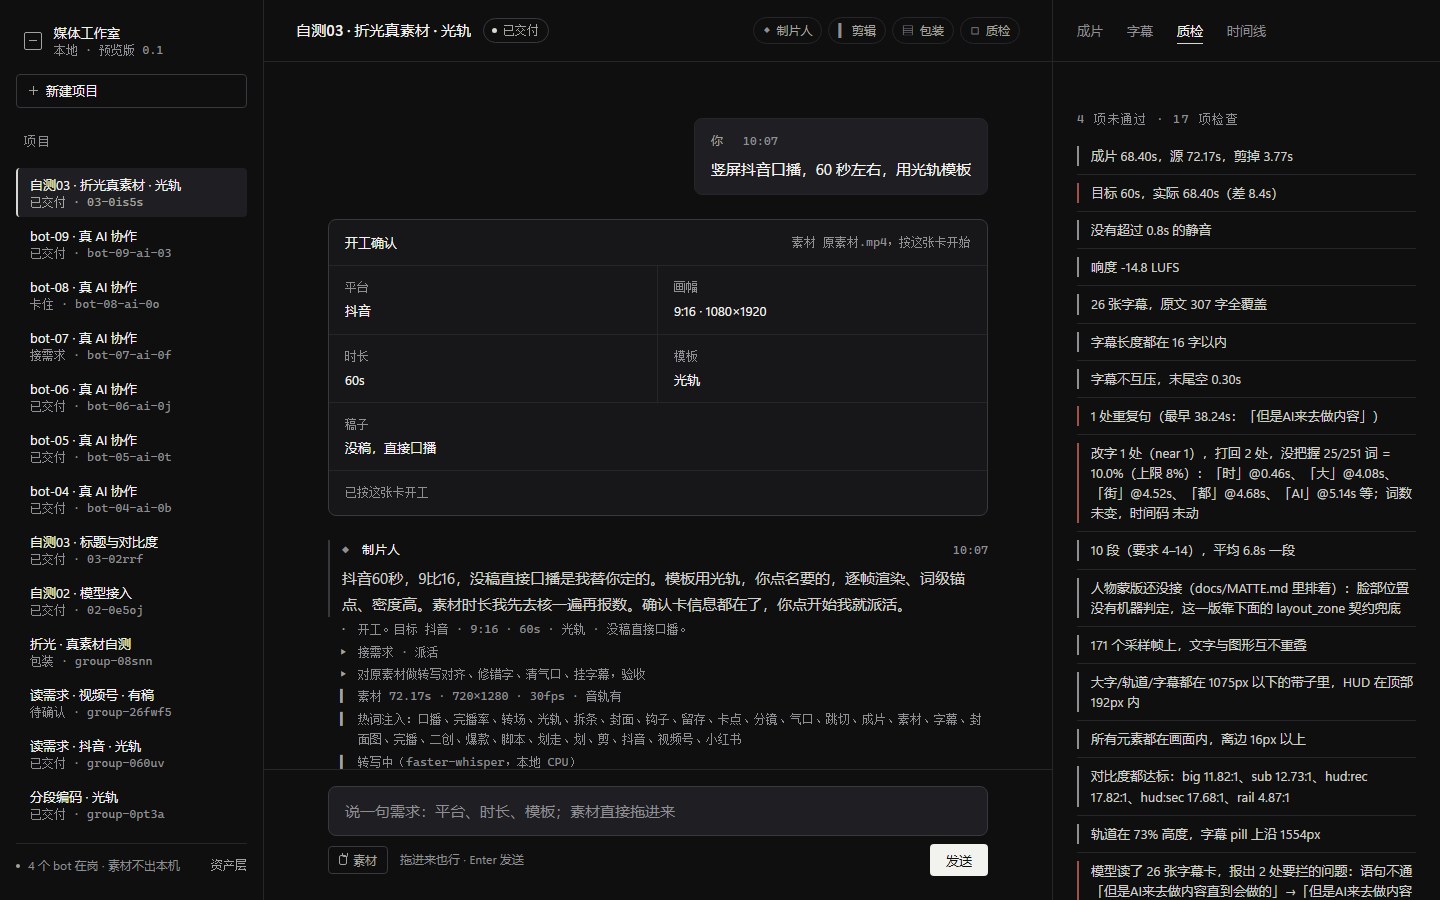 媒体工作室
本地 · 预览版 0.1
+ 新建项目
项目
自测03 · 折光真素材 · 光轨
已交付 · 03-0is5s
bot-09 · 真 AI 协作
已交付 · bot-09-ai-03
bot-08 · 真 AI 协作
卡住 · bot-08-ai-0o
bot-07 · 真 AI 协作
接需求 · bot-07-ai-0f
bot-06 · 真 AI 协作
已交付 · bot-06-ai-0j
bot-05 · 真 AI 协作
已交付 · bot-05-ai-0t
bot-04 · 真 AI 协作
已交付 · bot-04-ai-0b
自测03 · 标题与对比度
已交付 · 03-02rrf
自测02 · 模型接入
已交付 · 02-0e5oj
折光 · 真素材自测
包装 · group-08snn
读需求 · 视频号 · 有稿
待确认 · group-26fwf5
读需求 · 抖音 · 光轨
已交付 · group-060uv
分段编码 · 光轨
已交付 · group-0pt3a
4 个 bot 在岗 · 素材不出本机
资产层
自测03 · 折光真素材 · 光轨
已交付
制片人
剪辑
包装
质检
你 10:07
竖屏抖音口播，60 秒左右，用光轨模板
开工确认
素材 原素材.mp4，按这张卡开始
平台
抖音
画幅
9:16 · 1080×1920
时长
60s
模板
光轨
稿子
没稿，直接口播
已按这张卡开工
制片人
10:07
抖音60秒，9比16，没稿直接口播是我替你定的。模板用光轨，你点名要的，逐帧渲染、词级锚
点、密度高。素材时长我先去核一遍再报数。确认卡信息都在了，你点开始我就派活。
· 开工。目标 抖音 · 9:16 · 60s · 光轨 · 没稿直接口播。
接需求 · 派活
对原素材做转写对齐、修错字、清气口、挂字幕，验收
素材 72.17s · 720×1280 · 30fps · 音轨有
热词注入：口播、完播率、转场、光轨、拆条、封面、钩子、留存、卡点、分镜、气口、跳切、成片、素材、字幕、封
面图、完播、二创、爆款、脚本、划走、划、剪、抖音、视频号、小红书
转写中（faster-whisper，本地 CPU）
说一句需求：平台、时长、模板；素材直接拖进来
素材
拖进来也行 · Enter 发送
发送
成片
字幕
质检
时间线
4 项未通过 · 17 项检查
成片 68.40s，源 72.17s，剪掉 3.77s
目标 60s，实际 68.40s（差 8.4s）
没有超过 0.8s 的静音
响度 -14.8 LUFS
26 张字幕，原文 307 字全覆盖
字幕长度都在 16 字以内
字幕不互压，末尾空 0.30s
1 处重复句（最早 38.24s：「但是AI来去做内容」）
改字 1 处（near 1），打回 2 处，没把握 25/251 词 =
10.0%（上限 8%）：「时」@0.46s、「大」@4.08s、
「街」@4.52s、「都」@4.68s、「AI」@5.14s 等；词数
未变，时间码 未动
10 段（要求 4–14），平均 6.8s 一段
人物蒙版还没接（docs/MATTE.md 里排着）：脸部位置
没有机器判定，这一版靠下面的 layout_zone 契约兜底
171 个采样帧上，文字与图形互不重叠
大字/轨道/字幕都在 1075px 以下的带子里，HUD 在顶部
192px 内
所有元素都在画面内，离边 16px 以上
对比度都达标：big 11.82:1、sub 12.73:1、hud:rec
17.82:1、hud:sec 17.68:1、rail 4.87:1
轨道在 73% 高度，字幕 pill 上沿 1554px
模型读了 26 张字幕卡，报出 2 处要拦的问题：语句不通
「但是AI来去做内容直到会做的」→「但是AI来去做内容